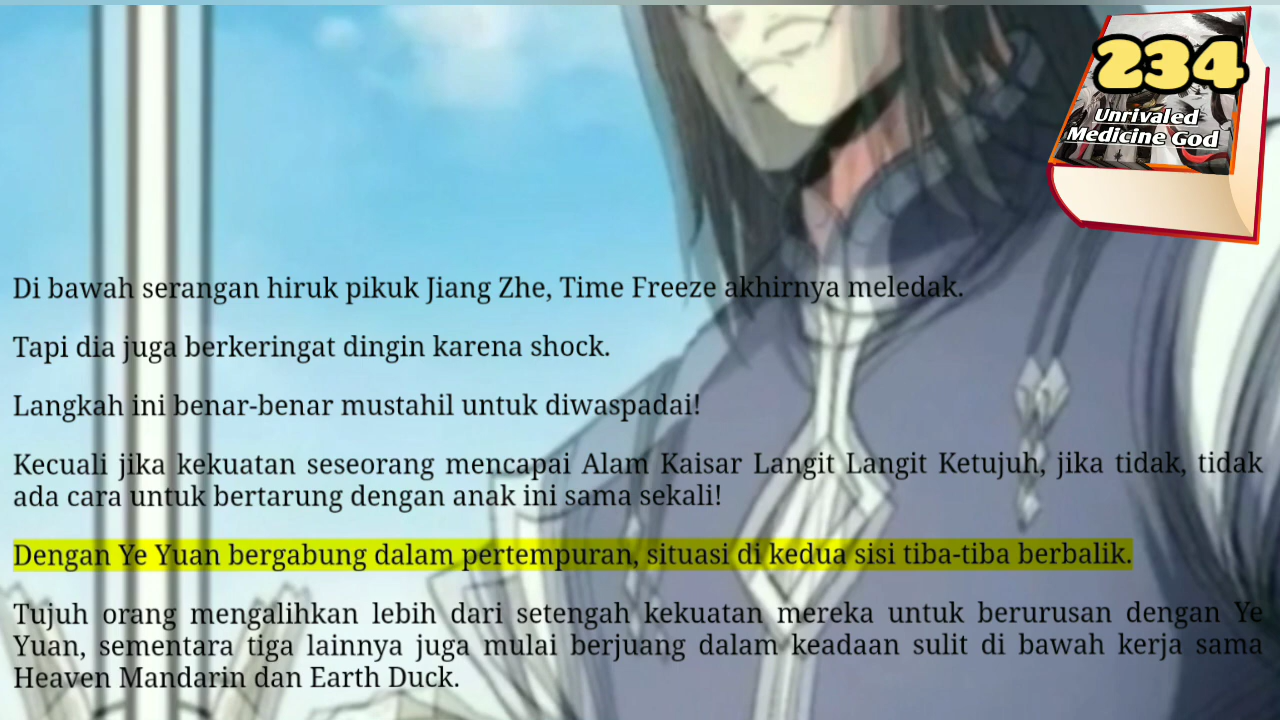 234
Unrivaled
Medicine God
Di bawah serangan hiruk pikuk Jiang Zhe, Time Freeze akhirnya meledak.
Tapi dia juga berkeringat dingin karena shock.
Langkah ini benar-benar mustahil untuk diwaspadai!
Kecuali jika kekuatan seseorang mencapai Alam Kaisar Langit Langit Ketujuh, jika tidak, tidak
ada cara untuk bertarung dengan anak ini sama sekali!
Dengan Ye Yuan bergabung dalam pertempuran, situasi di kedua sisi tiba-tiba berbalik.
Tujuh orang mengalihkan lebih dari setengah kekuatan mereka untuk berurusan dengan Ye
Yuan, sementara tiga lainnya juga mulai berjuang dalam keadaan sulit di bawah kerja sama
Heaven Mandarin dan Earth Duck.